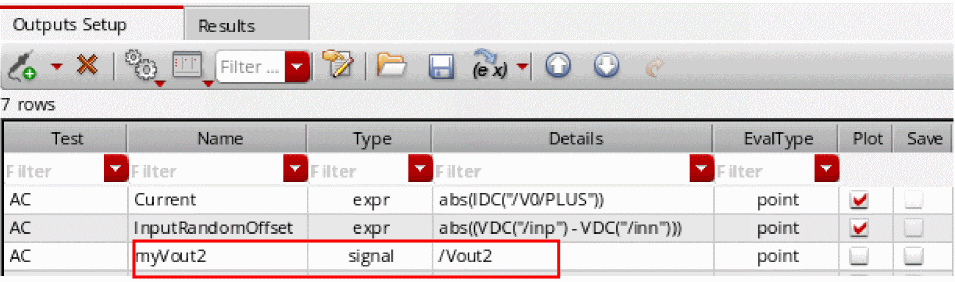 Outputs Setup Results
Filter ... (e x)
7 rows
Test Name Type Details EvalType Plot Save
Filter Filter Filter Filter Filter
AC Current expr abs(IDC("/V0/PLUS")) point
AC InputRandomOffset expr abs((VDC("/inp") - VDC("/inn"))) point
AC myVout2 signal /Vout2 point